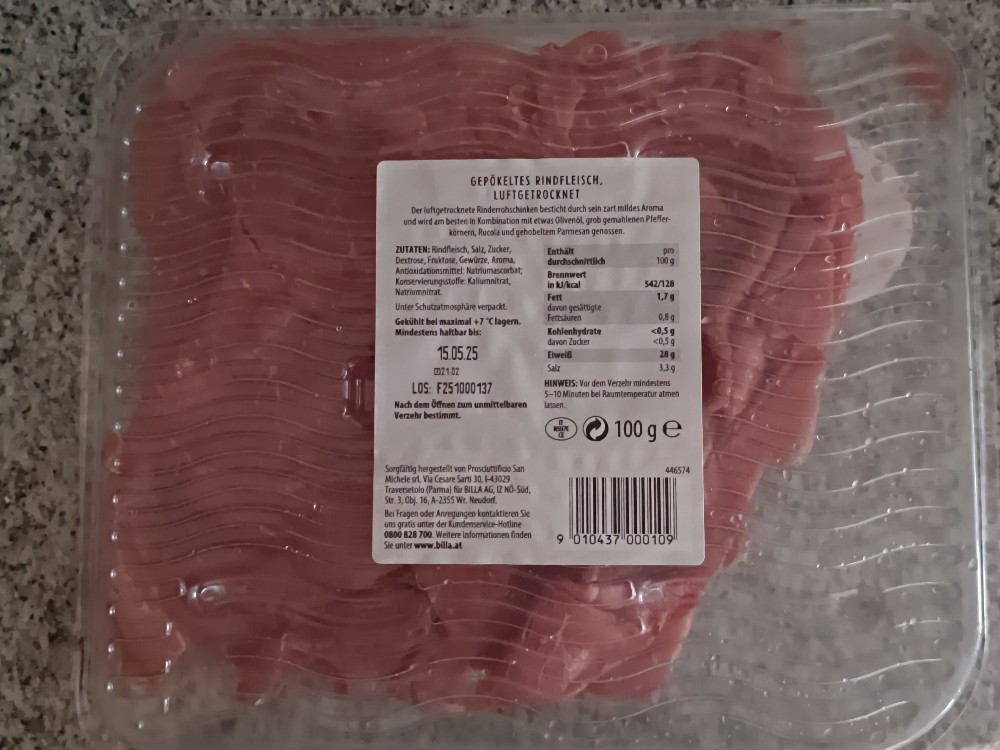 GEPÖKELTES RINDFLEISCH,
LUFTGETROCKNET
Der luftgetrocknete Rinderrohschinken besticht durch sein zart mildes Aroma
und wird am besten in Kombination mit etwas Olivenöl, grob gemahlenen Pfeffer-
körnern, Rucola und gehobeltem Parmesan genossen.
ZUTATEN: Rindfleisch, Salz, Zucker,
Dextrose, Fruktose, Gewürze, Aroma,
Antioxidationsmittel: Natriumascorbat;
Konservierungsstoffe: Kaliumnitrat,
Natriumnitrat.
Unter Schutzatmosphäre verpackt.
Gekühlt bei maximal +7 °C lagern.
Mindestens haltbar bis:
15.05.25
21:02
LOS: F251000137
Nach dem Öffnen zum unmittelbaren
Verzehr bestimmt.
Enthält pro
durchschnittlich 100 g
Brennwert
in kJ/kcal 542/128
Fett 1,7 g
davon gesättigte
Fettsäuren 0,8 g
Kohlenhydrate <0,5 g
davon Zucker <0,5 g
Eiweiß 28 g
Salz 3,3 g
HINWEIS: Vor dem Verzehr mindestens
5–10 Minuten bei Raumtemperatur atmen
lassen.
IT
CE
100 g e
Sorgfältig hergestellt von Prosciuttificio San
Michele srl, Via Cesare Sarti 30, I-43029
Traversetolo (Parma) für BILLA AG, IZ NÖ-Süd,
Str. 3, Obj. 16, A-2355 Wr. Neudorf.
Bei Fragen oder Anregungen kontaktieren Sie
uns gratis unter der Kundenservice-Hotline
0800 828 700. Weitere Informationen finden
Sie unter www.billa.at
446574
9 010437 000109